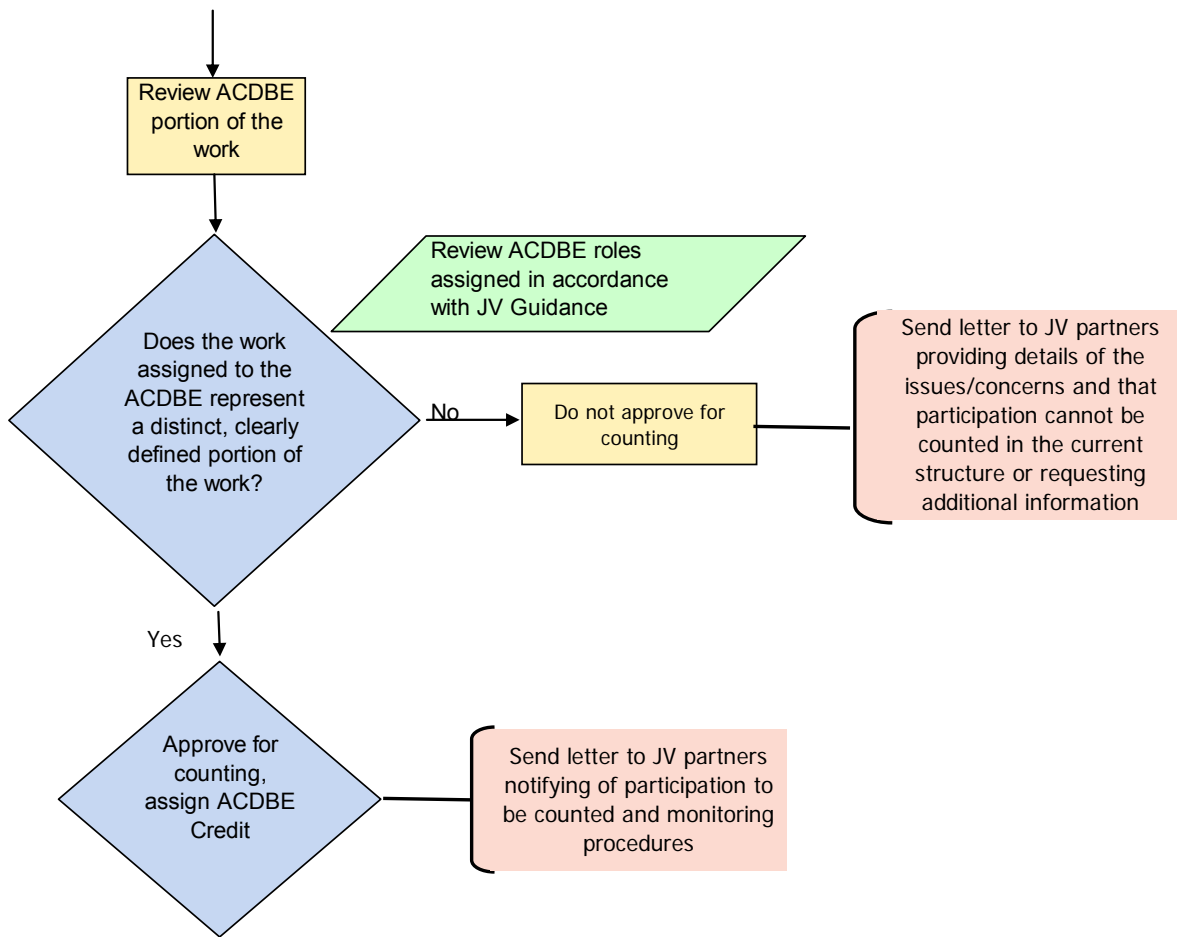 Review ACDBE
portion of the
work
Review ACDBE roles
assigned in accordance
with JV Guidance
Does the work
assigned to the
ACDBE represent
a distinct, clearly
defined portion of
the work?
No
Do not approve for
counting
Send letter to JV partners
providing details of the
issues/concerns and that
participation cannot be
counted in the current
structure or requesting
additional information
Yes
Approve for
counting,
assign ACDBE
Credit
Send letter to JV partners
notifying of participation to
be counted and monitoring
procedures